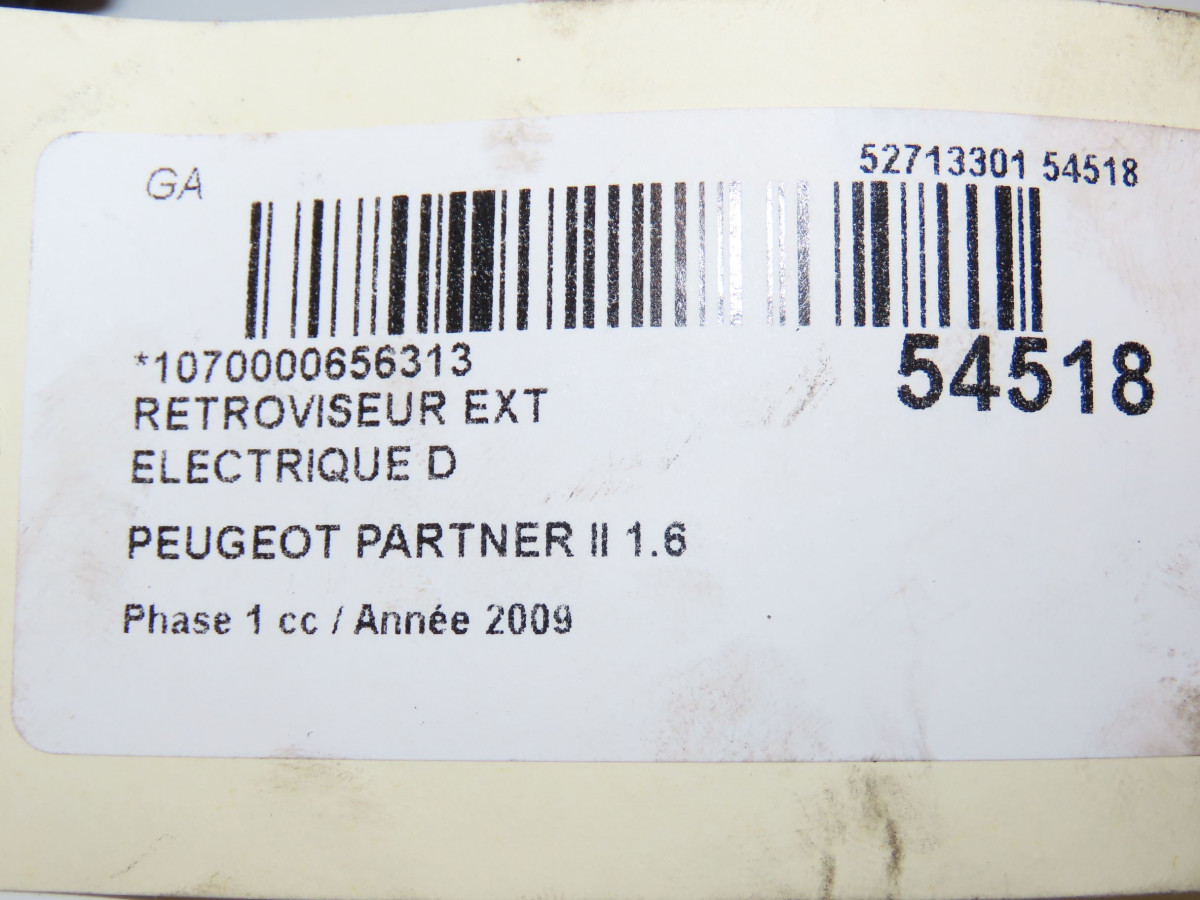 GA
52713301 54518
*1070000656313
54518
RETROVISEUR EXT
ELECTRIQUE D
PEUGEOT PARTNER II 1.6
Phase 1 cc / Année 2009